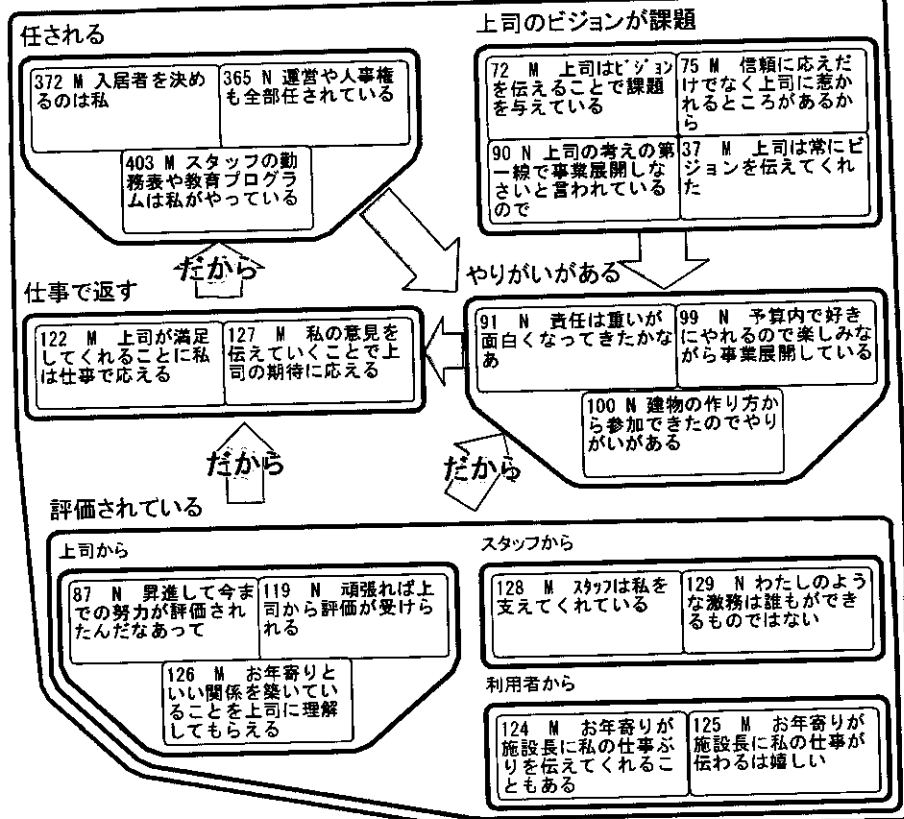 任される
372 M 入居者を決め
るのは私
365 N 運営や人事権
も全部任されている
403 M スタッフの勤
務表や教育プログラ
ムは私がやっている
上司のビジョンが課題
72 M 上司はビジョン
を伝えることで課題
を与えている
75 M 信頼に応えだ
けでなく上司に惹か
れるところがあるか
ら
90 N 上司の考えの第
一線で事業展開しな
さいと言われている
ので
37 M 上司は常にビ
ジョンを伝えてくれ
た
だから
仕事で返す
122 M 上司が満足
してくれることに私
は仕事で応える
127 M 私の意見を
伝えていくことで上
司の期待に応える
やりがいがある
91 N 責任は重いが
面白くなってきたかな
あ
99 N 予算内で好き
にやれるので楽しみな
がら事業展開している
100 N 建物の作り方か
ら参加できたのでやり
がいがある
だから
だから
評価されている
上司から
87 N 昇進して今ま
での努力が評価され
たんだなあって
119 N 頑張れば上
司から評価が受けら
れる
126 M お年寄りと
いい関係を築いてい
ることを上司に理解
してもらえる
スタッフから
128 M スタッフは私を
支えてくれている
129 N わたしのよう
な激務は誰もができ
るものではない
利用者から
124 M お年寄りが
施設長に私の仕事ぶ
りを伝えてくれるこ
ともある
125 M お年寄りが
施設長に私の仕事が
伝わるは嬉しい